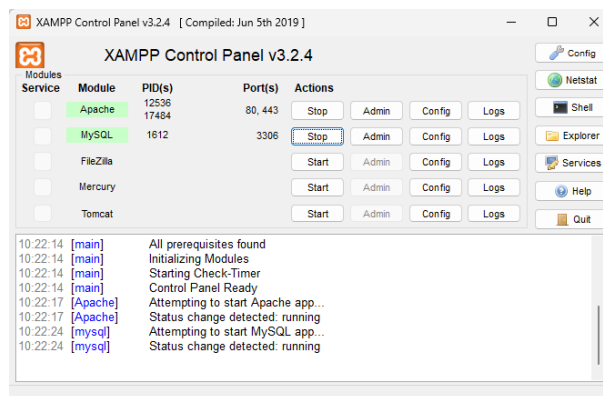 XAMPP Control Panel v3.2.4 [ Compiled: Jun 5th 2019 ]
XAMPP Control Panel v3.2.4
Config
Modules
Service Module PID(s) Port(s) Actions
Netstat
Apache 12536 17484 80, 443 Stop Admin Config Logs
Shell
MySQL 1612 3306 Stop Admin Config Logs
Explorer
FileZilla Start Admin Config Logs
Services
Mercury Start Admin Config Logs
Help
Tomcat Start Admin Config Logs
Quit
10:22:14 [main] All prerequisites found
10:22:14 [main] Initializing Modules
10:22:14 [main] Starting Check-Timer
10:22:14 [main] Control Panel Ready
10:22:17 [Apache] Attempting to start Apache app...
10:22:17 [Apache] Status change detected: running
10:22:24 [mysql] Attempting to start MySQL app...
10:22:24 [mysql] Status change detected: running